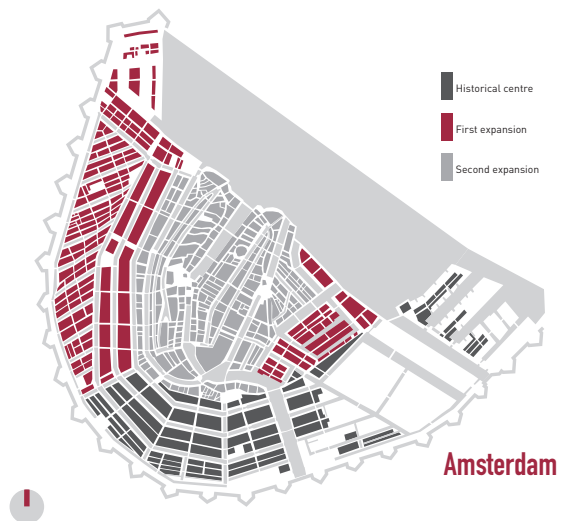 Historical centre
First expansion
Second expansion
Amsterdam